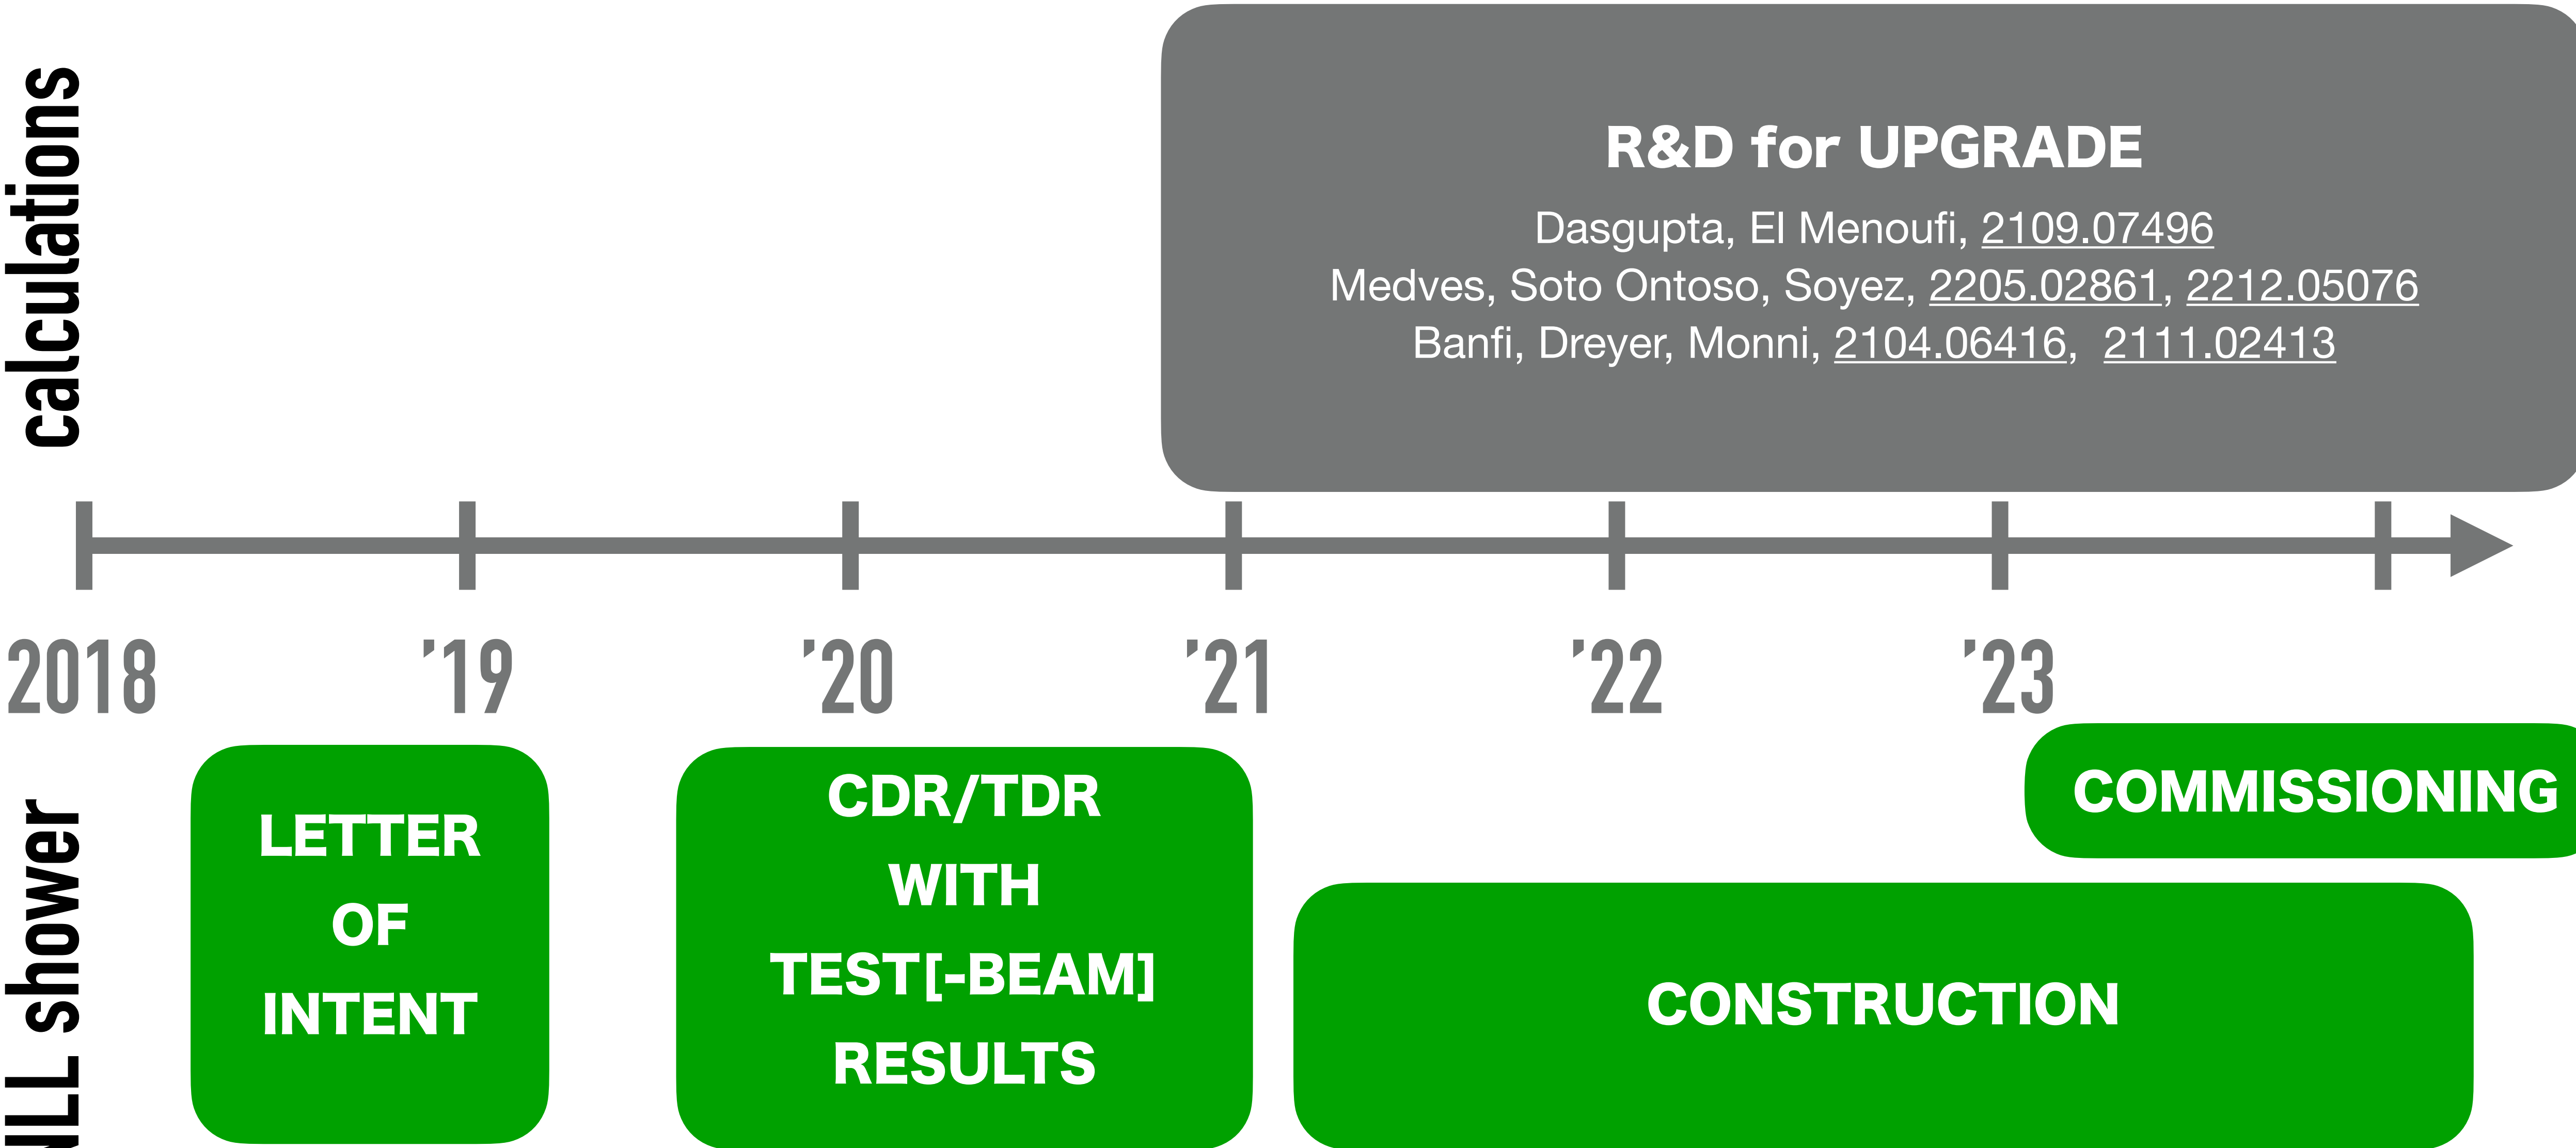 calculations
R&D for UPGRADE
Dasgupta, El Menoufi, 2109.07496
Medves, Soto Ontoso, Soyez, 2205.02861, 2212.05076
Banfi, Dreyer, Monni, 2104.06416, 2111.02413
2018 '19 '20 '21 '22 '23
shower
LETTER
OF
INTENT
CDR/TDR
WITH
TEST[-BEAM]
RESULTS
COMMISSIONING
CONSTRUCTION